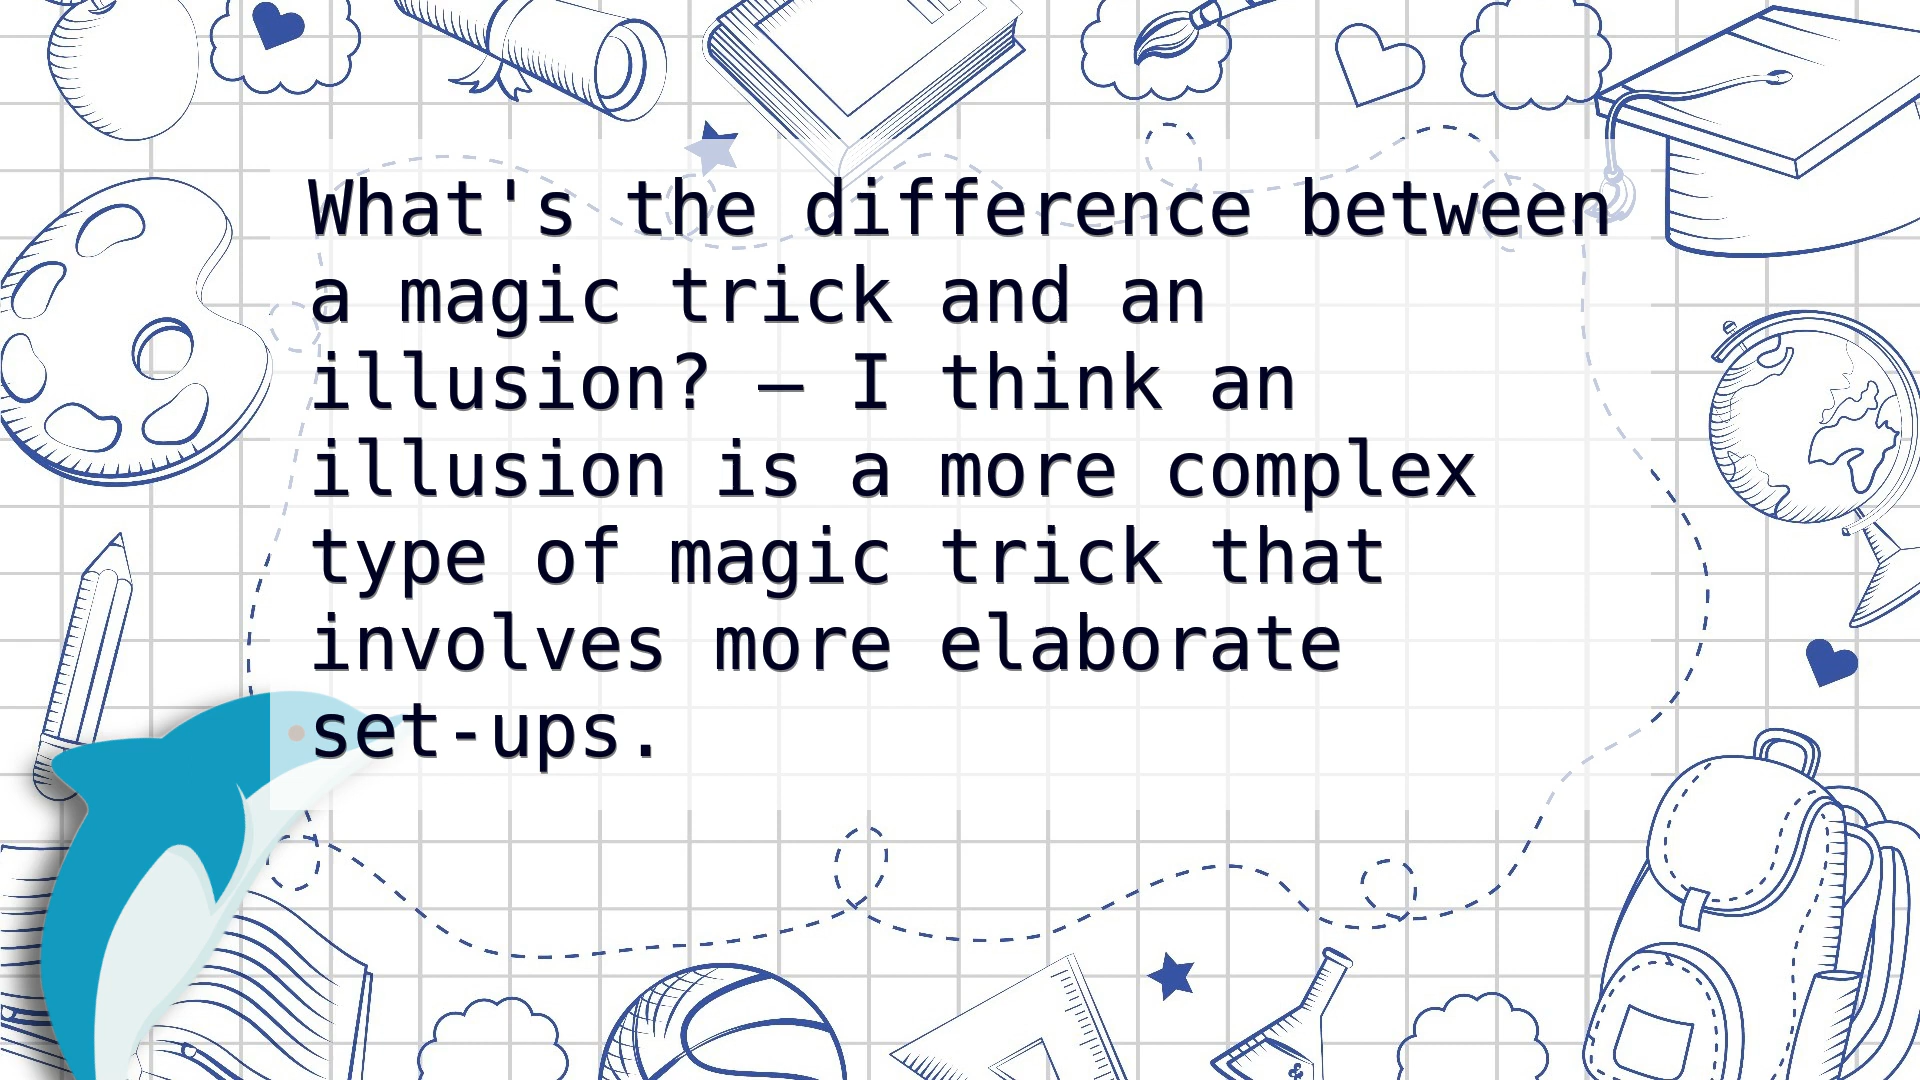 What's the difference between
a magic trick and an
illusion? – I think an
illusion is a more complex
type of magic trick that
involves more elaborate
set-ups.